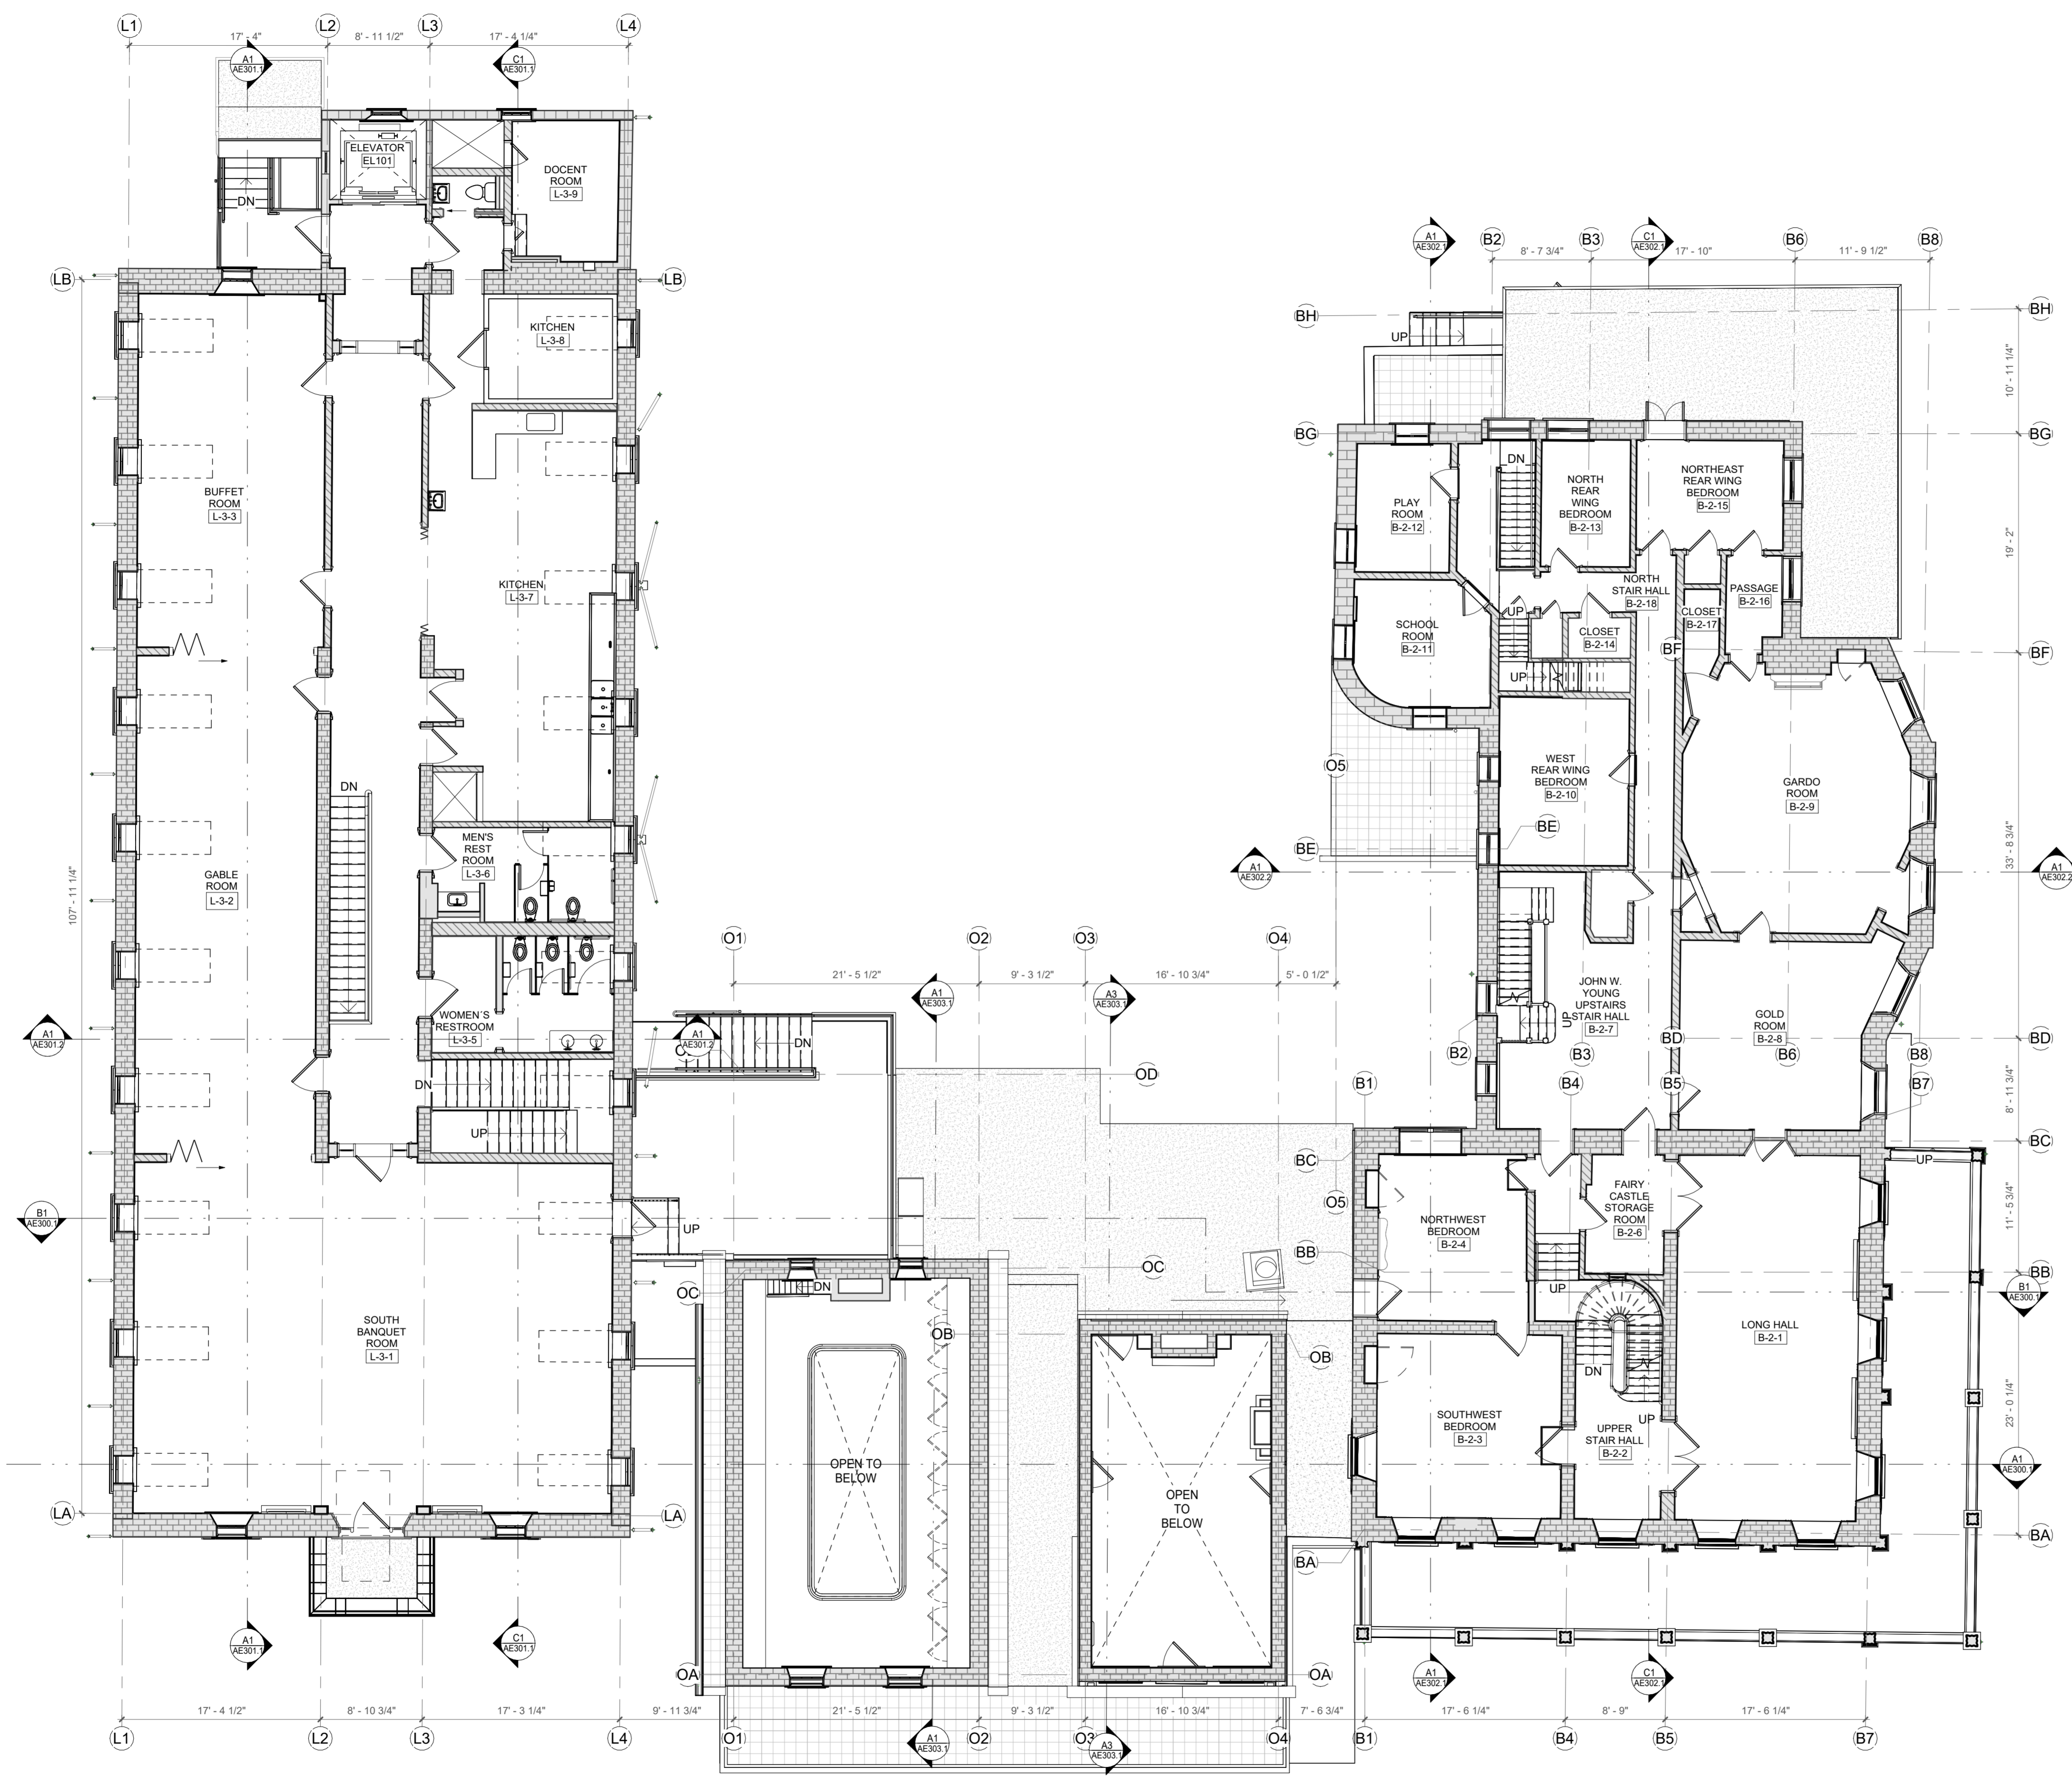 L1
L2
L3
L4
17' - 4"
8' - 11 1/2"
17' - 4 1/4"
A1
AE301.1
C1
AE301.1
ELEVATOR
EL101
DOCENT
ROOM
L-3-9
DN
LB
LB
KITCHEN
L-3-8
BUFFET
ROOM
L-3-3
KITCHEN
L-3-7
DN
MEN'S
REST
ROOM
L-3-6
GABLE
ROOM
L-3-2
107' - 11 1/4"
WOMEN'S
RESTROOM
L-3-5
A1
AE301.2
A1
AE301.2
DN
DN
UP
B1
AE300.1
UP
SOUTH
BANQUET
ROOM
L-3-1
LA
LA
A1
AE301.1
C1
AE301.1
17' - 4 1/2"
8' - 10 3/4"
17' - 3 1/4"
9' - 11 3/4"
L1
L2
L3
L4
O1
O2
O3
O4
O5
21' - 5 1/2"
9' - 3 1/2"
16' - 10 3/4"
5' - 0 1/2"
A1
AE303.1
A3
AE303.1
OD
OC
OC
DN
OB
OB
OPEN TO
BELOW
OPEN
TO
BELOW
OA
OA
21' - 5 1/2"
9' - 3 1/2"
16' - 10 3/4"
7' - 6 3/4"
O1
A1
AE303.1
O2
O3
A3
AE303.1
O4
A1
AE302.1
B2
B3
C1
AE302.1
B6
B8
8' - 7 3/4"
17' - 10"
11' - 9 1/2"
BH
BH
UP
10' - 11 1/4"
BG
BG
DN
PLAY
ROOM
B-2-12
NORTH
REAR
WING
BEDROOM
B-2-13
NORTHEAST
REAR WING
BEDROOM
B-2-15
19' - 2"
NORTH
STAIR HALL
B-2-18
PASSAGE
B-2-16
CLOSET
B-2-17
UP
SCHOOL
ROOM
B-2-11
CLOSET
B-2-14
BF
BF
UP
WEST
REAR WING
BEDROOM
B-2-10
GARDO
ROOM
B-2-9
BE
BE
33' - 8 3/4"
A1
AE302.2
A1
AE302.2
JOHN W.
YOUNG
UPSTAIRS
STAIR HALL
B-2-7
UP
GOLD
ROOM
B-2-8
BD
BD
B2
B3
B6
B8
B1
B4
B5
B7
8' - 11 3/4"
BC
BC
UP
O5
FAIRY
CASTLE
STORAGE
ROOM
B-2-6
NORTHWEST
BEDROOM
B-2-4
11' - 5 3/4"
BB
BB
B1
AE300.1
UP
UP
LONG HALL
B-2-1
DN
UP
SOUTHWEST
BEDROOM
B-2-3
UPPER
STAIR HALL
B-2-2
23' - 0 1/4"
A1
AE300.1
BA
BA
A1
AE302.1
C1
AE302.1
17' - 6 1/4"
8' - 9"
17' - 6 1/4"
B1
B4
B5
B7